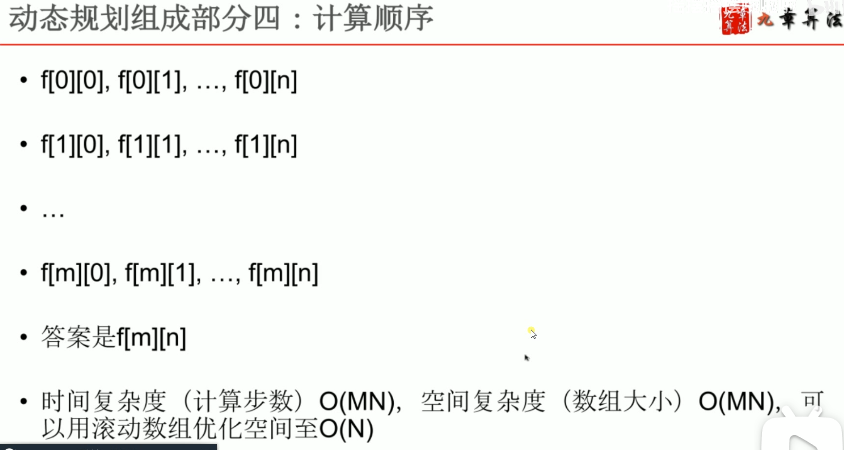 动态规划组成部分四：计算顺序
九章算法
• f[0][0], f[0][1], …, f[0][n]
• f[1][0], f[1][1], …, f[1][n]
• …
• f[m][0], f[m][1], …, f[m][n]
• 答案是f[m][n]
• 时间复杂度（计算步数）O(MN)，空间复杂度（数组大小）O(MN)，可
以用滚动数组优化空间至O(N)